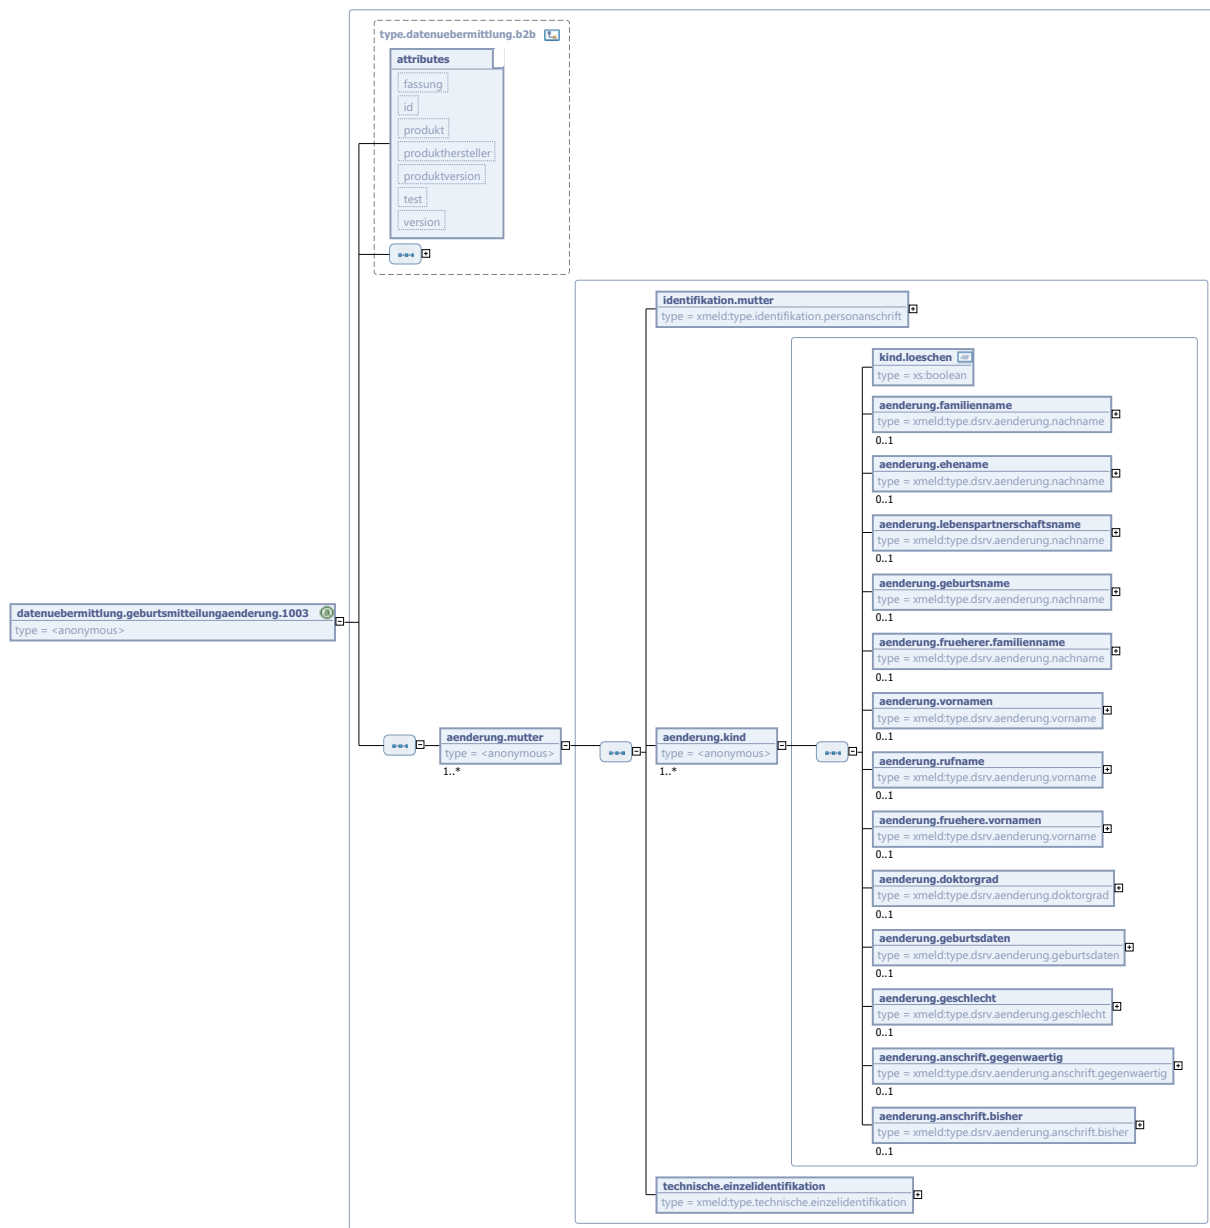 type.datenuebermittlung.b2b
attributes
fassung
id
produkt
produkthersteller
produktversion
test
version
identifikation.mutter
type = xmeld:type.identifikation.personanschrift
kind.loeschen
type = xs:boolean
aenderung.familienname
type = xmeld:type.dsrv.aenderung.nachname
0..1
aenderung.ehename
type = xmeld:type.dsrv.aenderung.nachname
0..1
aenderung.lebenspartnerschaftsname
type = xmeld:type.dsrv.aenderung.nachname
0..1
aenderung.geburtsname
type = xmeld:type.dsrv.aenderung.nachname
0..1
datenuebermittlung.geburtsmitteilungaenderung.1003
type = <anonymous>
aenderung.frueherer.familienname
type = xmeld:type.dsrv.aenderung.nachname
0..1
aenderung.vornamen
type = xmeld:type.dsrv.aenderung.vorname
0..1
aenderung.mutter
type = <anonymous>
1..*
aenderung.kind
type = <anonymous>
1..*
aenderung.rufname
type = xmeld:type.dsrv.aenderung.vorname
0..1
aenderung.fruehere.vornamen
type = xmeld:type.dsrv.aenderung.vorname
0..1
aenderung.doktorgrad
type = xmeld:type.dsrv.aenderung.doktorgrad
0..1
aenderung.geburtsdaten
type = xmeld:type.dsrv.aenderung.geburtsdaten
0..1
aenderung.geschlecht
type = xmeld:type.dsrv.aenderung.geschlecht
0..1
aenderung.anschrift.gegenwaertig
type = xmeld:type.dsrv.aenderung.anschrift.gegenwaertig
0..1
aenderung.anschrift.bisher
type = xmeld:type.dsrv.aenderung.anschrift.bisher
0..1
technische.einzelidentifikation
type = xmeld:type.technische.einzelidentifikation